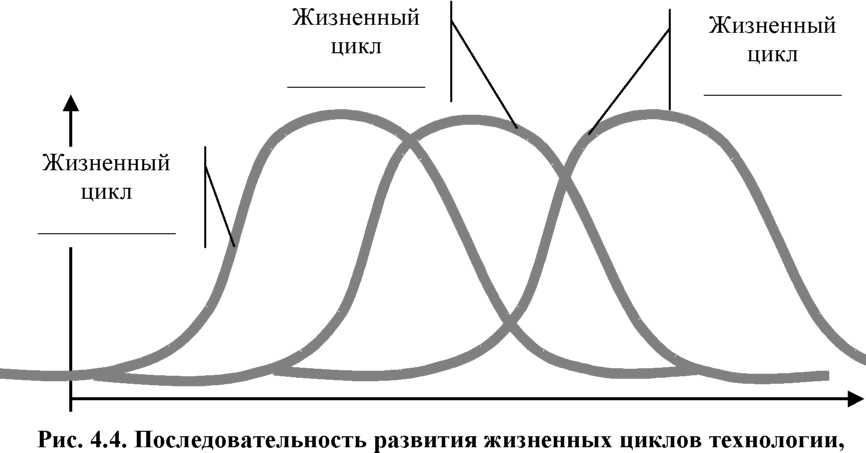 Жизненный
цикл
Жизненный
цикл
Жизненный
цикл
Рис. 4.4. Последовательность развития жизненных циклов технологии,